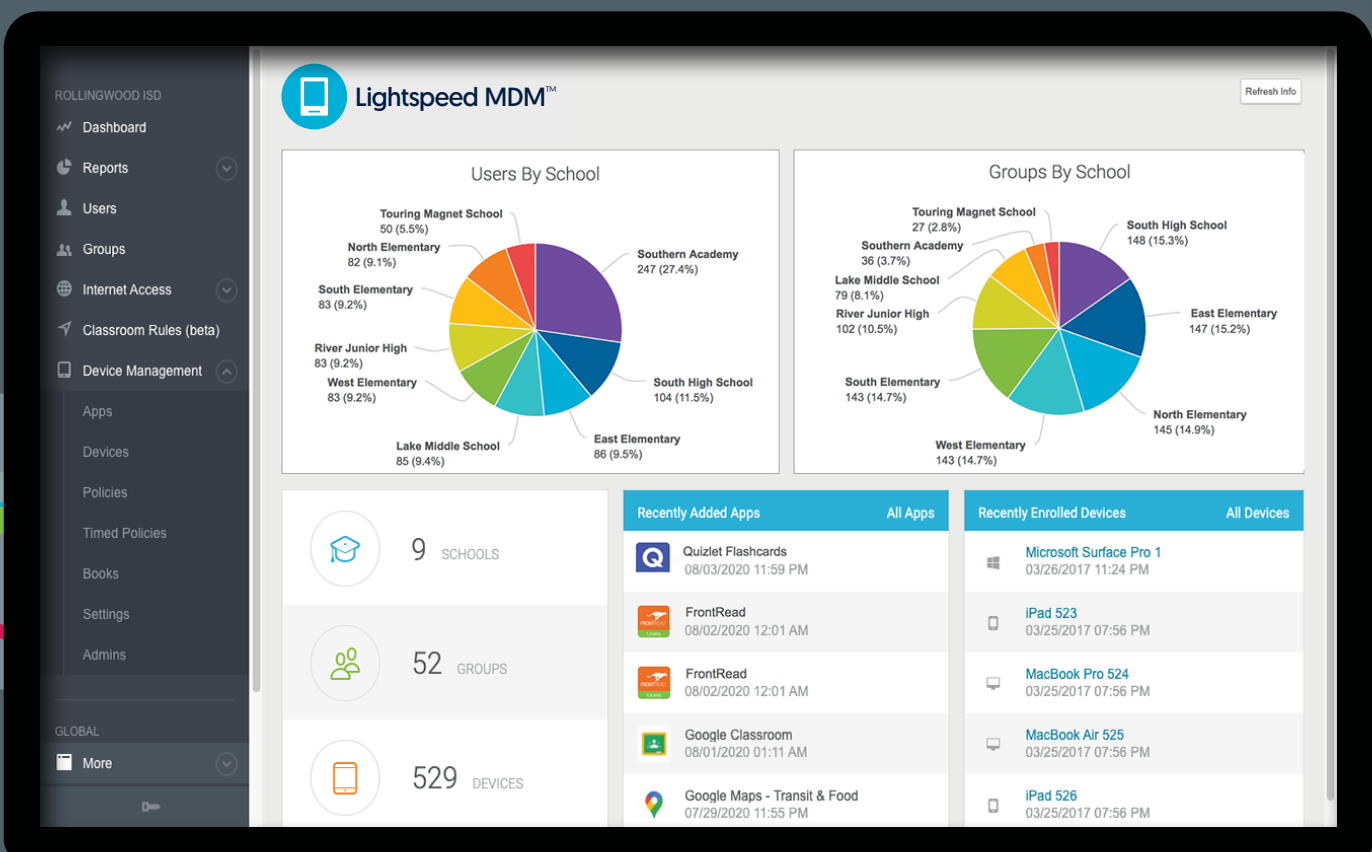 ROLLINGWOOD ISD
Dashboard
Reports
Users
Groups
Internet Access
Classroom Rules (beta)
Device Management
Apps
Devices
Policies
Timed Policies
Books
Settings
Admins
GLOBAL
More
Lightspeed MDM™
Refresh Info
Users By School
Touring Magnet School
50 (5.5%)
North Elementary
82 (9.1%)
South Elementary
83 (9.2%)
River Junior High
83 (9.2%)
West Elementary
83 (9.2%)
Lake Middle School
85 (9.4%)
Southern Academy
247 (27.4%)
South High School
104 (11.5%)
East Elementary
86 (9.5%)
Groups By School
Touring Magnet School
27 (2.8%)
Southern Academy
36 (3.7%)
Lake Middle School
79 (8.1%)
River Junior High
102 (10.5%)
South Elementary
143 (14.7%)
West Elementary
143 (14.7%)
South High School
148 (15.3%)
East Elementary
147 (15.2%)
North Elementary
145 (14.9%)
9 SCHOOLS
52 GROUPS
529 DEVICES
Recently Added Apps All Apps
Q
Quizlet Flashcards
08/03/2020 11:59 PM
FrontRead
08/02/2020 12:01 AM
FrontRead
08/02/2020 12:01 AM
Google Classroom
08/01/2020 01:11 AM
Google Maps - Transit & Food
07/29/2020 11:55 PM
Recently Enrolled Devices All Devices
Microsoft Surface Pro 1
03/26/2017 11:24 PM
iPad 523
03/25/2017 07:56 PM
MacBook Pro 524
03/25/2017 07:56 PM
MacBook Air 525
03/25/2017 07:56 PM
iPad 526
03/25/2017 07:56 PM